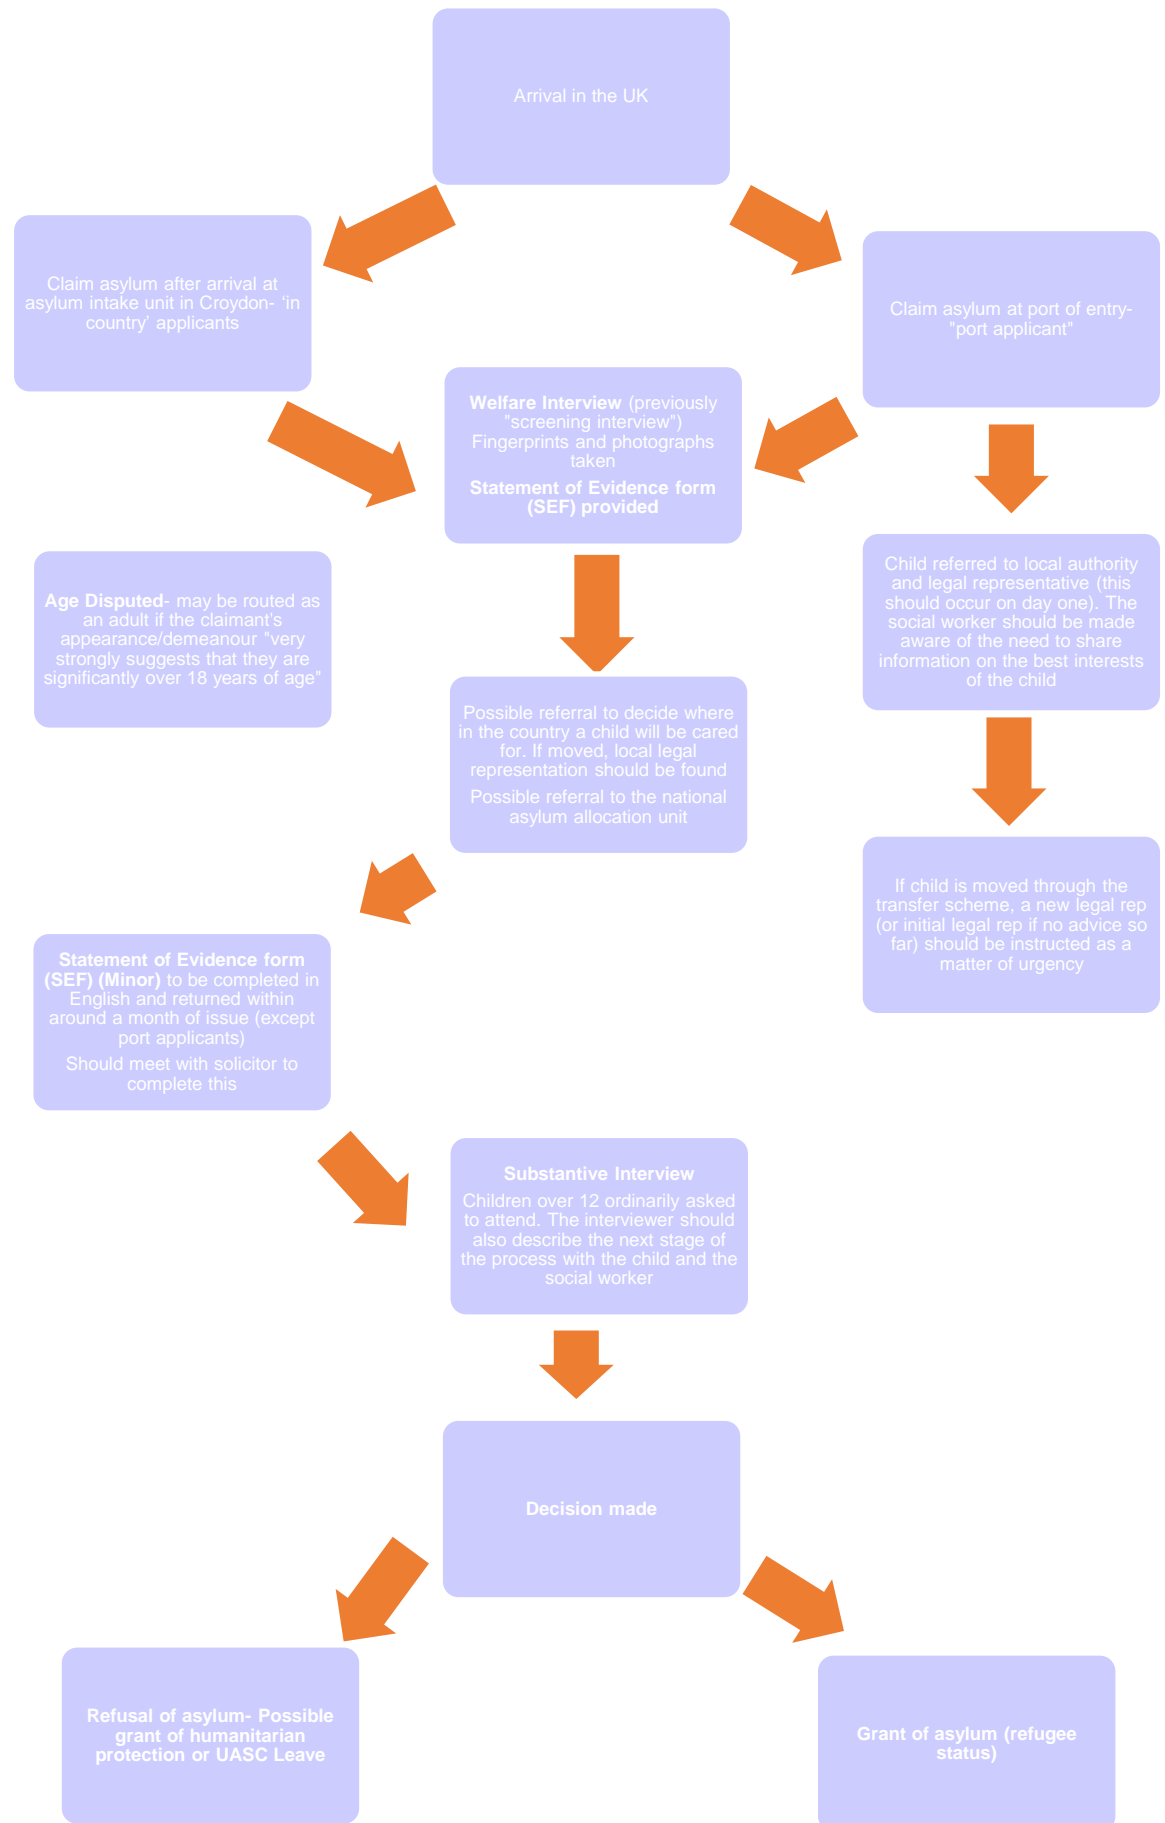 Arrival in the UK
Claim asylum after arrival at
asylum intake unit in Croydon- ‘in
country’ applicants
Claim asylum at port of entry-
"port applicant"
Welfare Interview (previously
"screening interview")
Fingerprints and photographs
taken
Statement of Evidence form
(SEF) provided
Age Disputed- may be routed as
an adult if the claimant’s
appearance/demeanour "very
strongly suggests that they are
significantly over 18 years of age"
Child referred to local authority
and legal representative (this
should occur on day one). The
social worker should be made
aware of the need to share
information on the best interests
of the child
Possible referral to decide where
in the country a child will be cared
for. If moved, local legal
representation should be found
Possible referral to the national
asylum allocation unit
If child is moved through the
transfer scheme, a new legal rep
(or initial legal rep if no advice so
far) should be instructed as a
matter of urgency
Statement of Evidence form
(SEF) (Minor) to be completed in
English and returned within
around a month of issue (except
port applicants)
Should meet with solicitor to
complete this
Substantive Interview
Children over 12 ordinarily asked
to attend. The interviewer should
also describe the next stage of
the process with the child and the
social worker
Decision made
Refusal of asylum- Possible
grant of humanitarian
protection or UASC Leave
Grant of asylum (refugee
status)